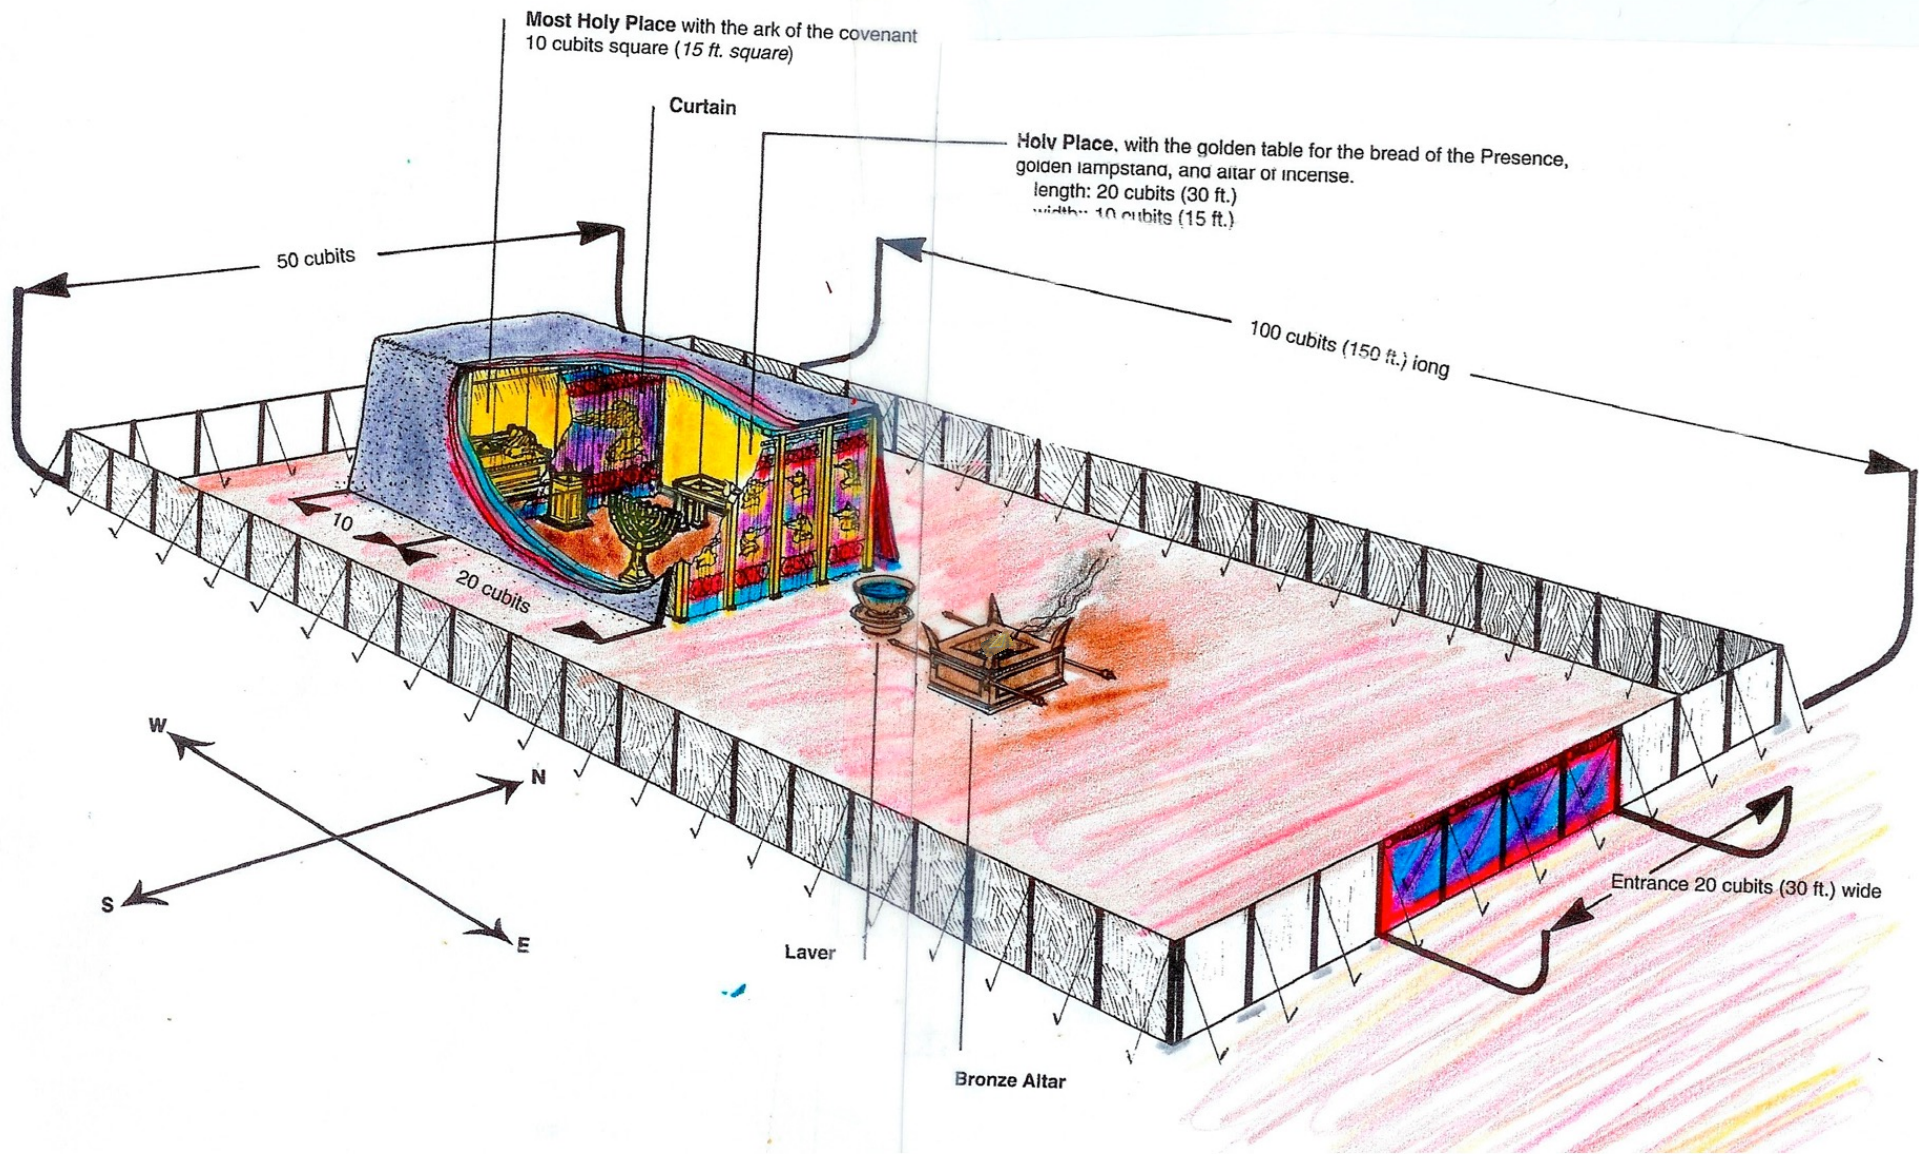 Most Holy Place with the ark of the covenant
10 cubits square (15 ft. square)
Curtain
Holy Place, with the golden table for the bread of the Presence,
golden lampstand, and altar of incense.
length: 20 cubits (30 ft.)
width: 10 cubits (15 ft.)
50 cubits
100 cubits (150 ft.) long
10
20 cubits
W
N
S
E
Entrance 20 cubits (30 ft.) wide
Laver
Bronze Altar